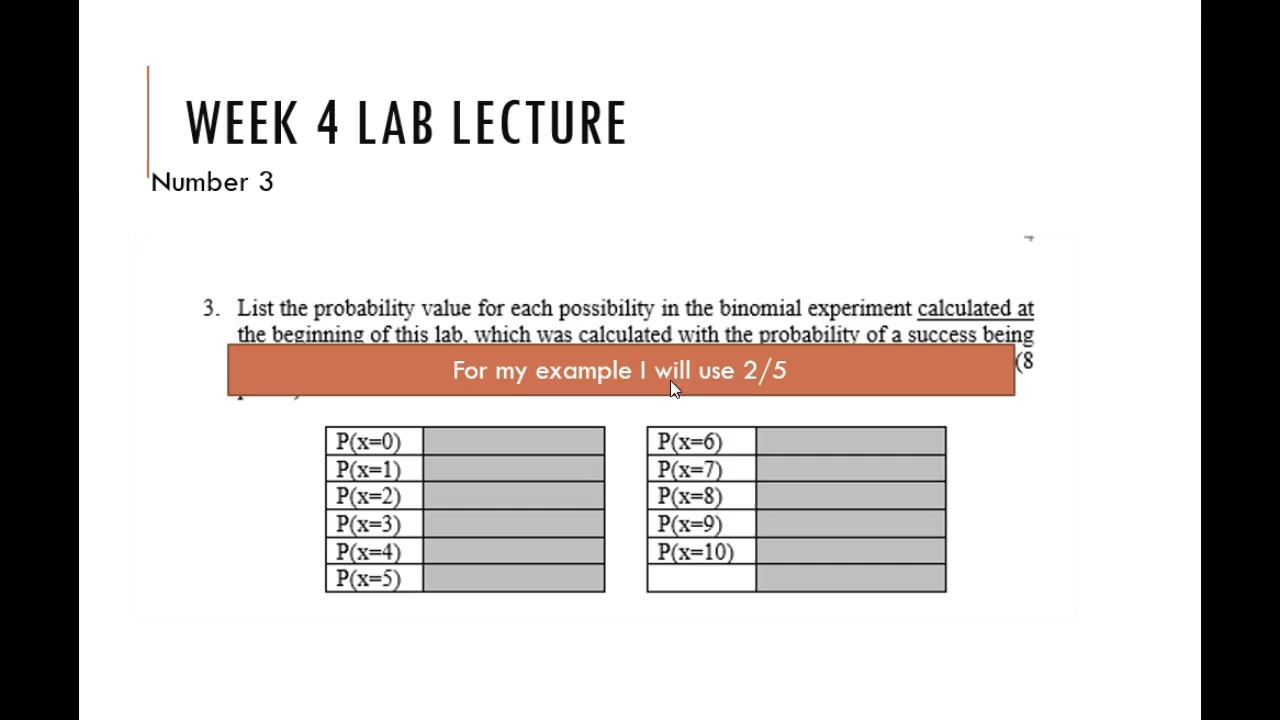 WEEK 4 LAB LECTURE
Number 3
3. List the probability value for each possibility in the binomial experiment calculated at
the beginning of this lab, which was calculated with the probability of a success being
For my example I will use 2/5
(8
P(x=0)
P(x=1)
P(x=2)
P(x=3)
P(x=4)
P(x=5)
P(x=6)
P(x=7)
P(x=8)
P(x=9)
P(x=10)